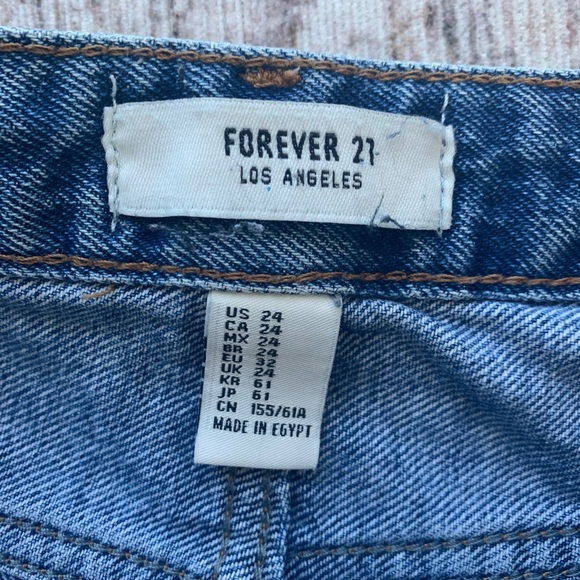 FOREVER 21
LOS ANGELES
US 24
CA 24
MX 24
BR 24
EU 32
UK 24
KR 61
JP 61
CN 155/61A
MADE IN EGYPT